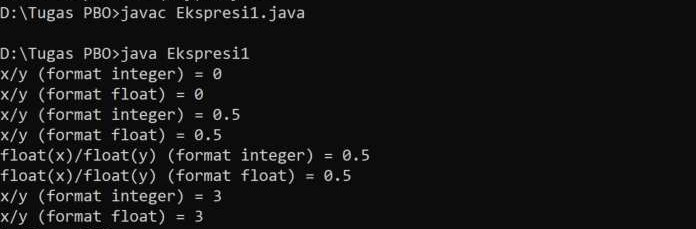 D:\Tugas PBO>javac Ekspresi1.java
D:\Tugas PBO>java Ekspresi1
x/y (format integer) = 0
x/y (format float) = 0
x/y (format integer) = 0.5
x/y (format float) = 0.5
float(x)/float(y) (format integer) = 0.5
float(x)/float(y) (format float) = 0.5
x/y (format integer) = 3
x/y (format float) = 3